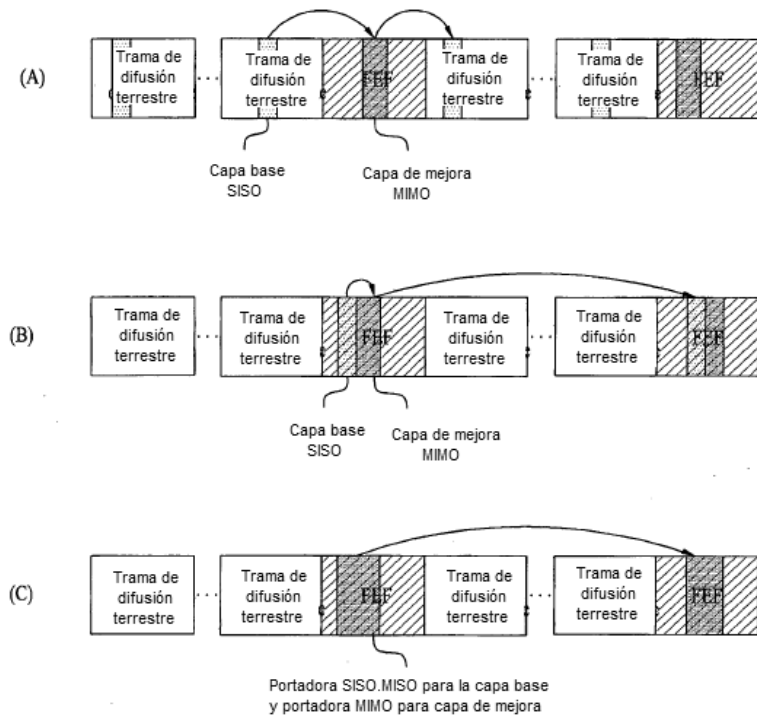 (A)
Trama de
difusión
terrestre
...
Trama de
difusión
terrestre
FEF
Trama de
difusión
terrestre
...
Trama de
difusión
terrestre
FEF
Capa base
SISO
Capa de mejora
MIMO
(B)
Trama de
difusión
terrestre
...
Trama de
difusión
terrestre
FEF
Trama de
difusión
terrestre
...
Trama de
difusión
terrestre
FEF
Capa base
SISO
Capa de mejora
MIMO
(C)
Trama de
difusión
terrestre
...
Trama de
difusión
terrestre
FEF
Trama de
difusión
terrestre
...
Trama de
difusión
terrestre
FEF
Portadora SISO.MISO para la capa base
y portadora MIMO para capa de mejora